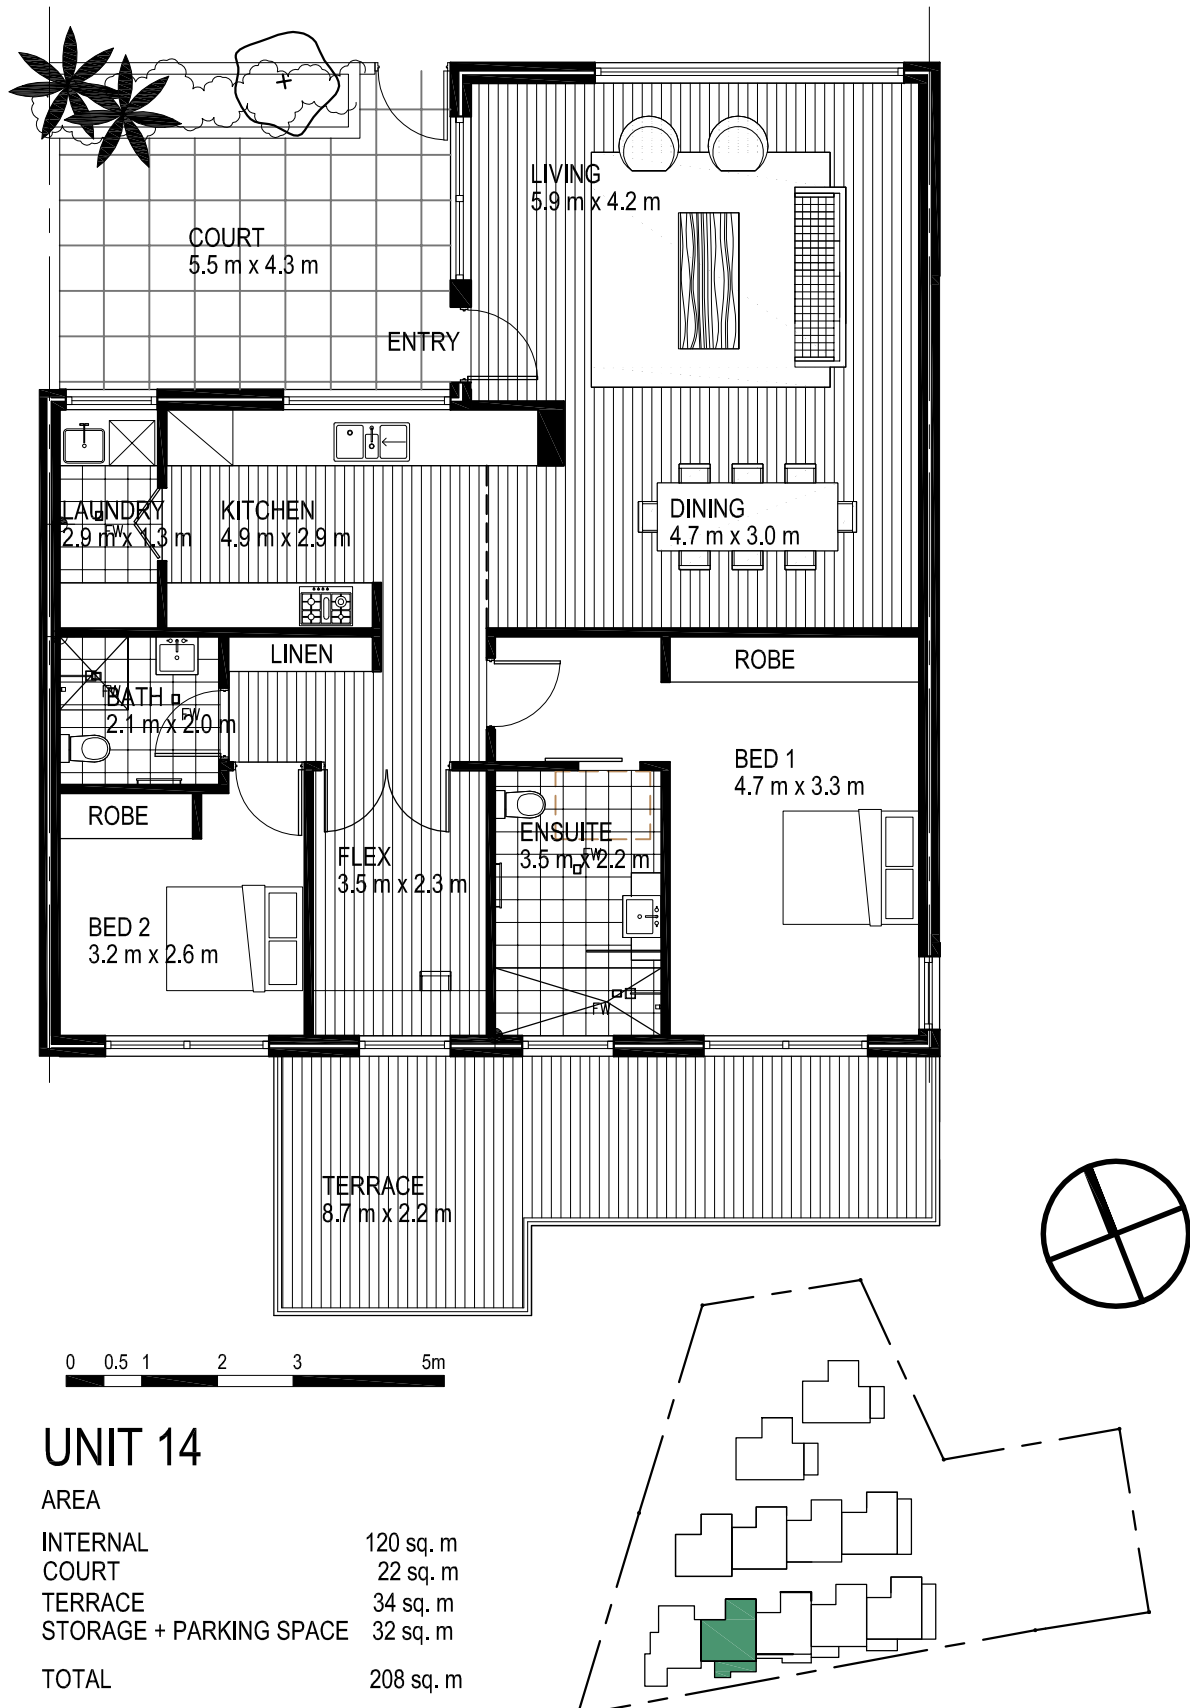 LIVING
5.9 m x 4.2 m
COURT
5.5 m x 4.3 m
ENTRY
LAUNDRY
2.9 m x 1.3 m
FW
KITCHEN
4.9 m x 2.9 m
DINING
4.7 m x 3.0 m
LINEN
ROBE
BATH
2.1 m x 2.0 m
FW
FW
BED 1
4.7 m x 3.3 m
ROBE
ENSUITE
3.5 m x 2.2 m
FW
FLEX
3.5 m x 2.3 m
BED 2
3.2 m x 2.6 m
FW
TERRACE
8.7 m x 2.2 m
0 0.5 1 2 3 5m
UNIT 14
AREA
INTERNAL 120 sq. m
COURT 22 sq. m
TERRACE 34 sq. m
STORAGE + PARKING SPACE 32 sq. m
TOTAL 208 sq. m